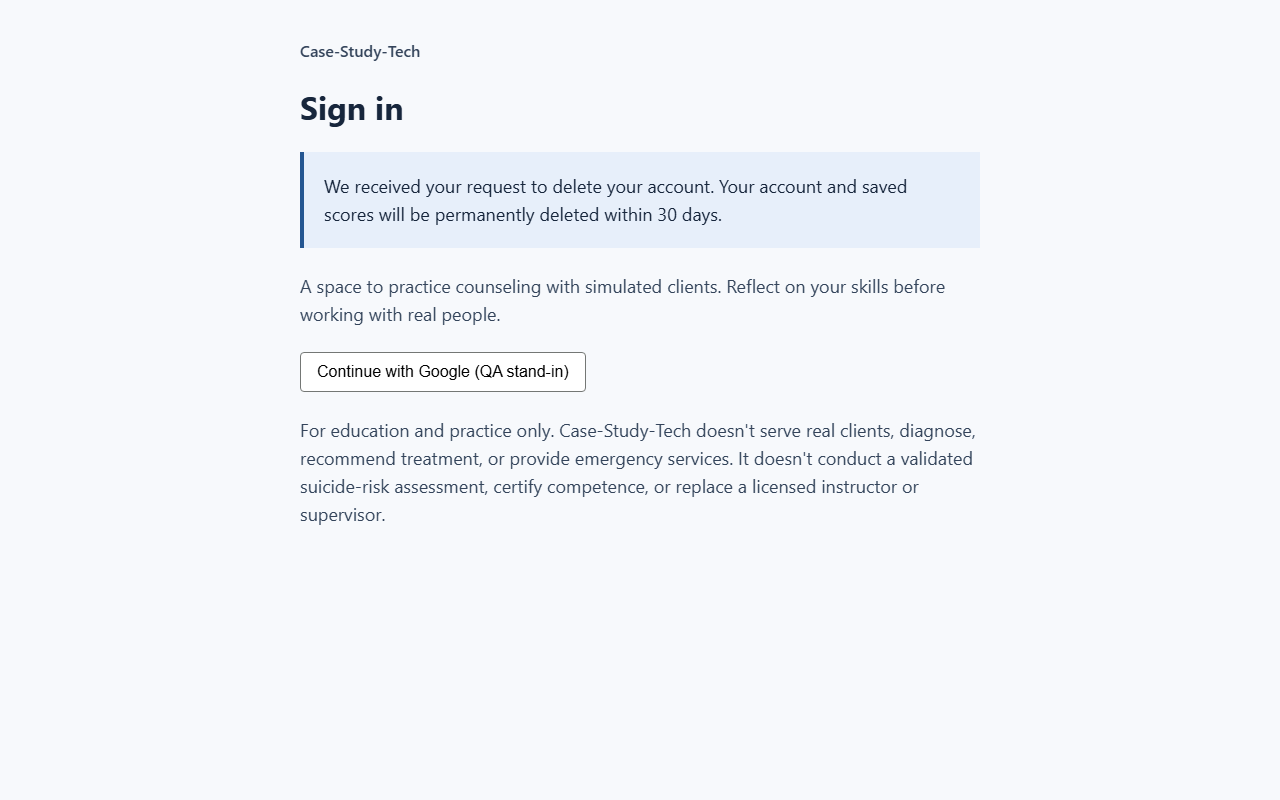 Case-Study-Tech
Sign in
We received your request to delete your account. Your account and saved
scores will be permanently deleted within 30 days.
A space to practice counseling with simulated clients. Reflect on your skills before
working with real people.
Continue with Google (QA stand-in)
For education and practice only. Case-Study-Tech doesn't serve real clients, diagnose,
recommend treatment, or provide emergency services. It doesn't conduct a validated
suicide-risk assessment, certify competence, or replace a licensed instructor or
supervisor.